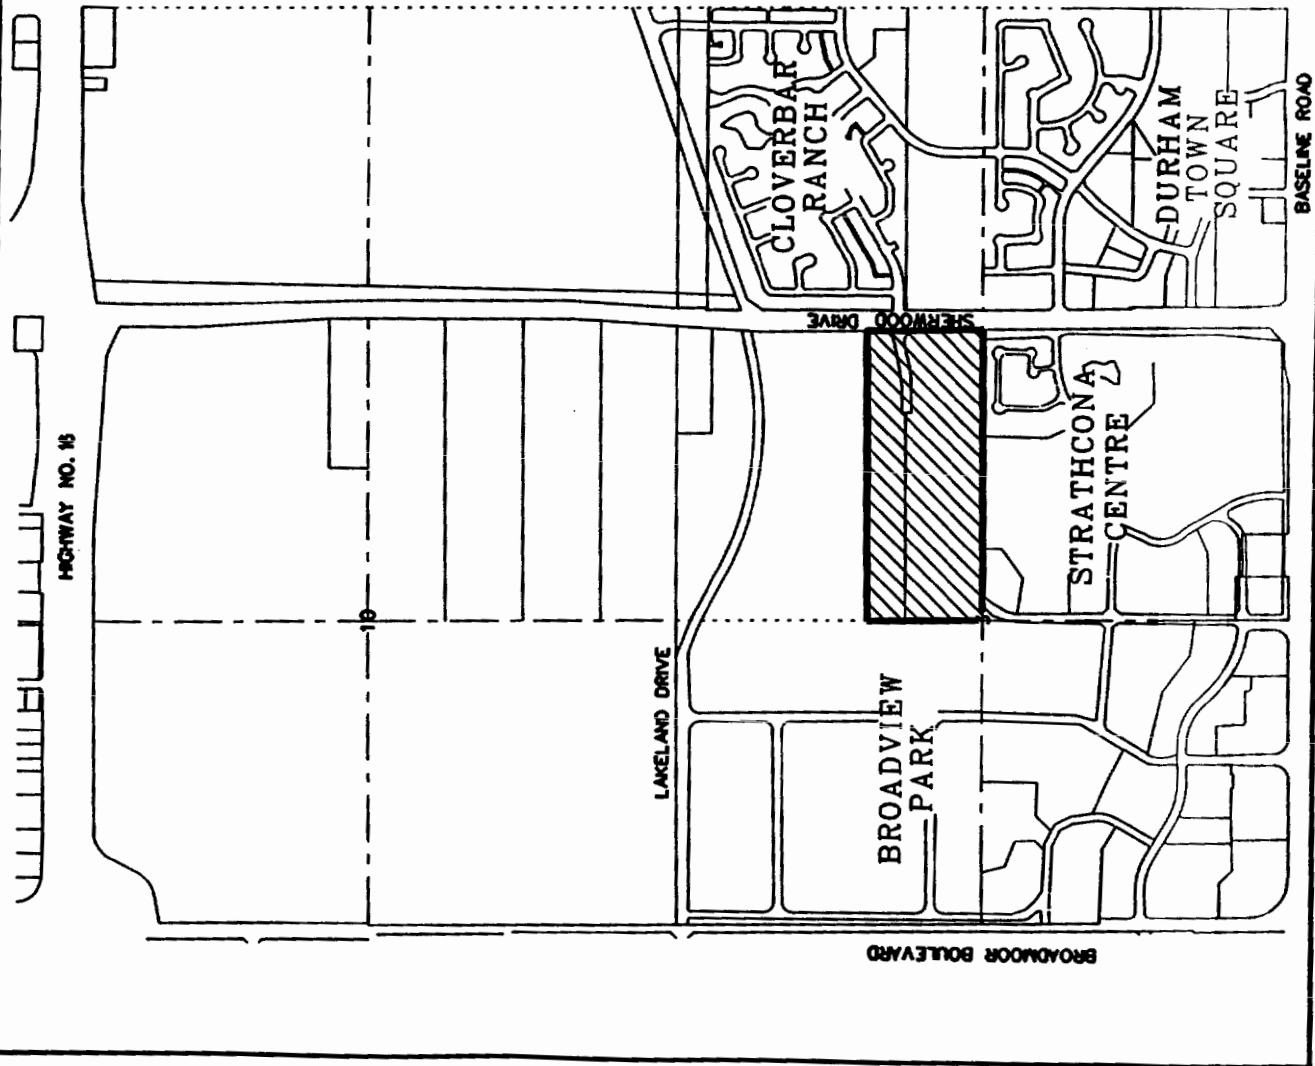 HIGHWAY NO. 16
18
LAKELAND DRIVE
BROADVIEW
PARK
BROADMOOR BOULEVARD
SHERWOOD DRIVE
CLOVERBAR
RANCH
DURHAM
TOWN
SQUARE
STRATHCONA
CENTRE
BASELINE ROAD